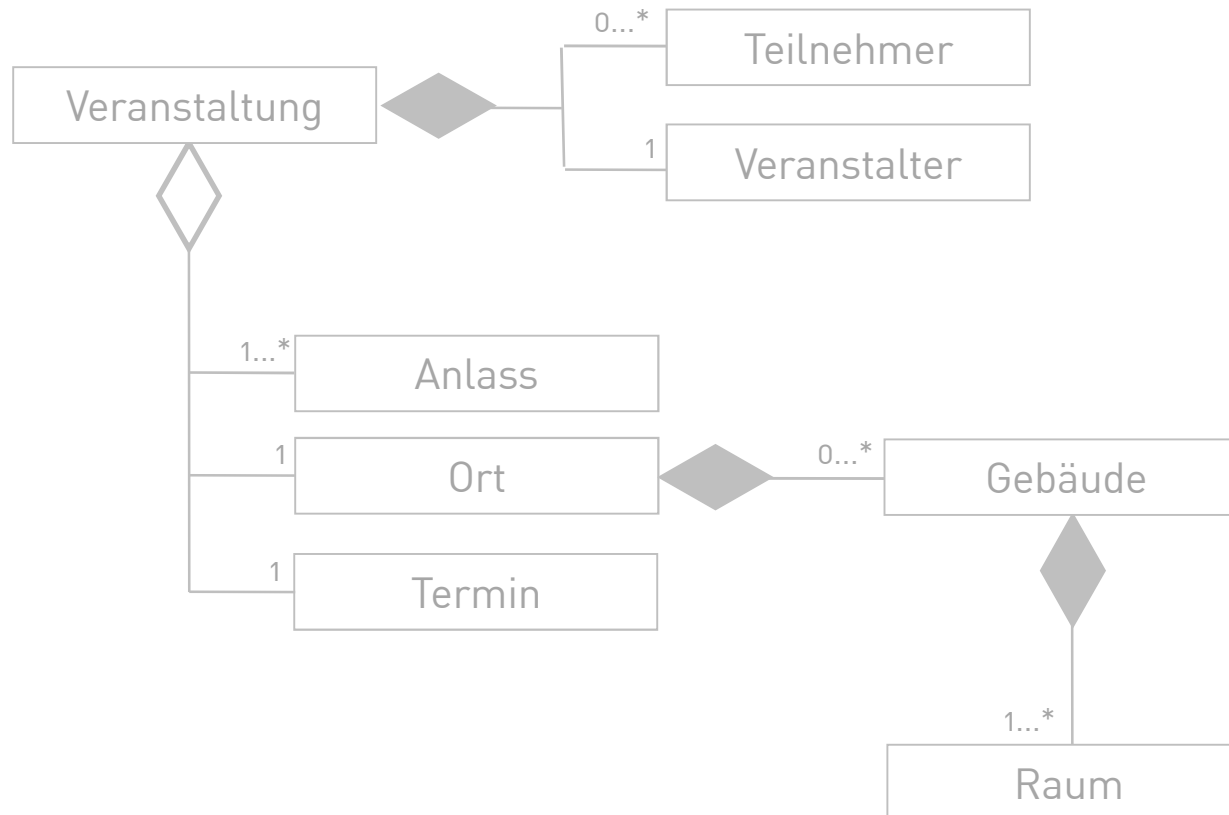 0...*
Teilnehmer
Veranstaltung
1
Veranstalter
1...*
Anlass
1
Ort
0...*
Gebäude
1
Termin
1...*
Raum